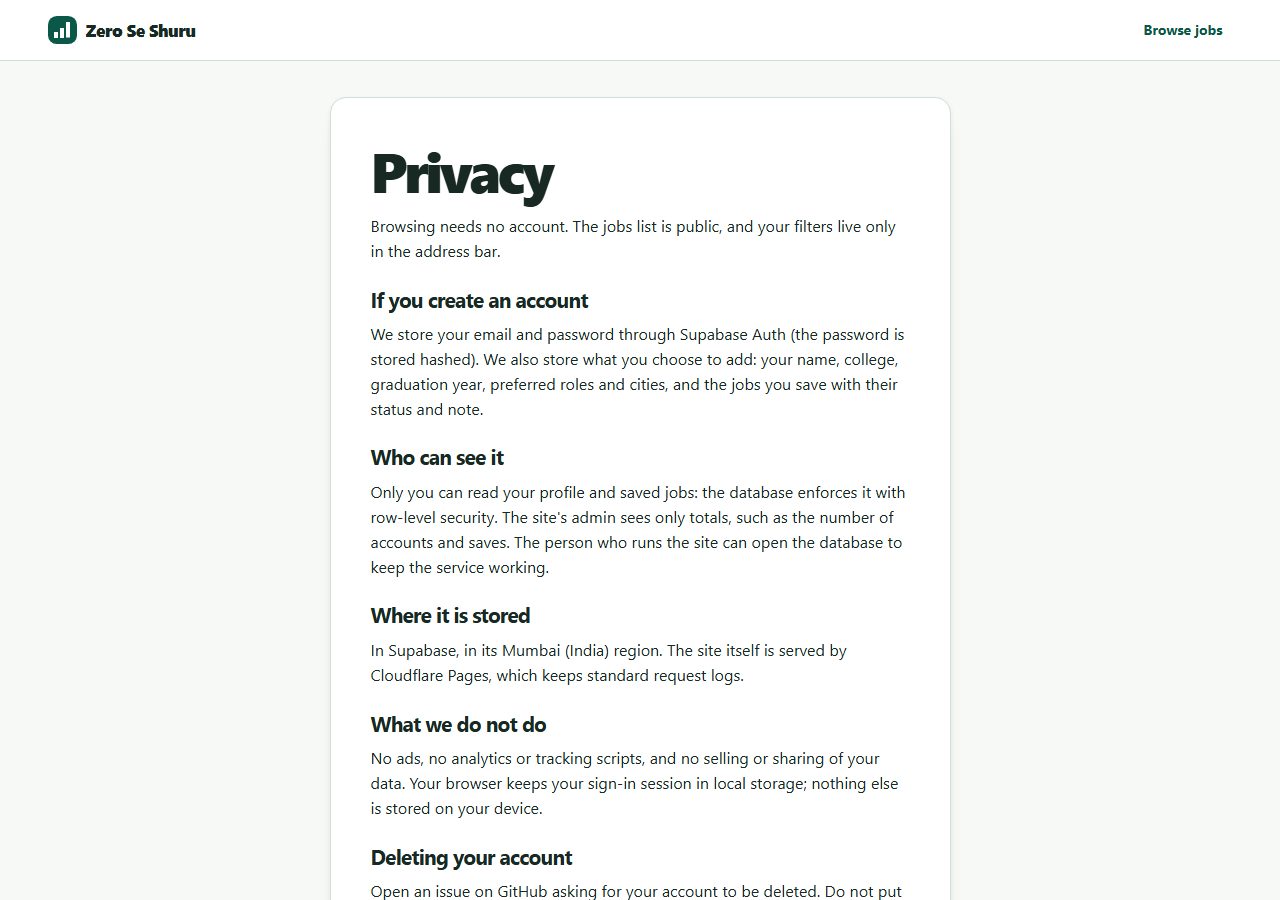 Zero Se Shuru
Browse jobs
Privacy
Browsing needs no account. The jobs list is public, and your filters live only
in the address bar.
If you create an account
We store your email and password through Supabase Auth (the password is
stored hashed). We also store what you choose to add: your name, college,
graduation year, preferred roles and cities, and the jobs you save with their
status and note.
Who can see it
Only you can read your profile and saved jobs: the database enforces it with
row-level security. The site's admin sees only totals, such as the number of
accounts and saves. The person who runs the site can open the database to
keep the service working.
Where it is stored
In Supabase, in its Mumbai (India) region. The site itself is served by
Cloudflare Pages, which keeps standard request logs.
What we do not do
No ads, no analytics or tracking scripts, and no selling or sharing of your
data. Your browser keeps your sign-in session in local storage; nothing else
is stored on your device.
Deleting your account
Open an issue on GitHub asking for your account to be deleted. Do not put